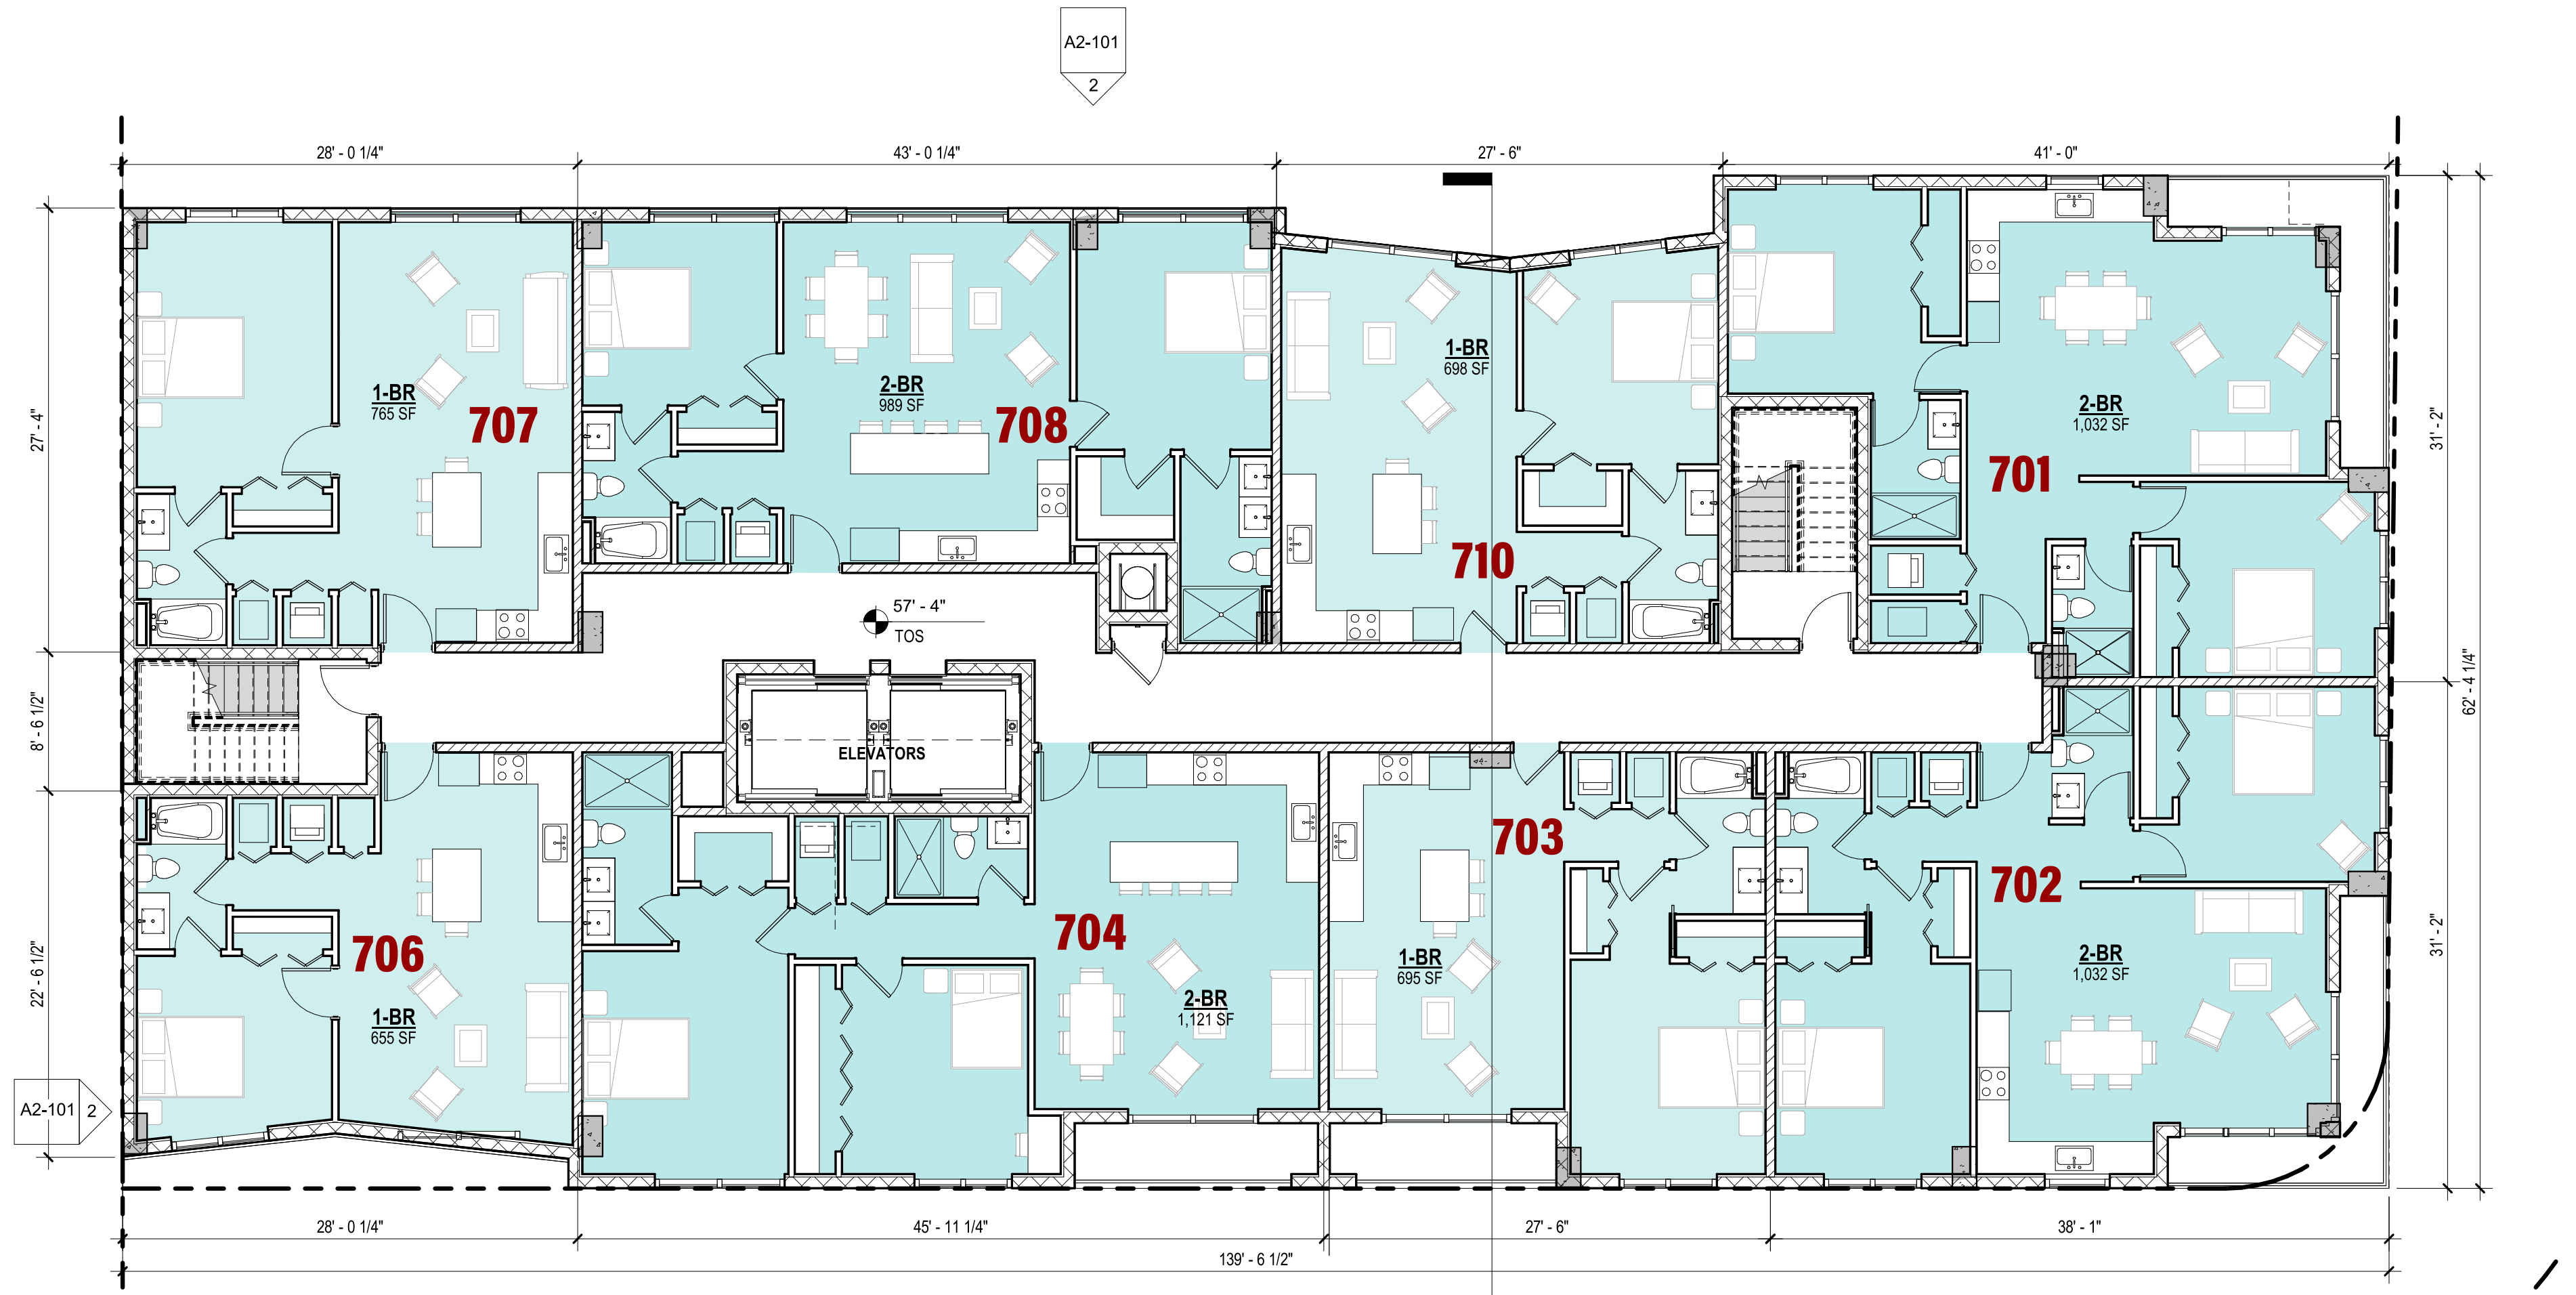 A2-101
2
28' - 0 1/4"
43' - 0 1/4"
27' - 6"
41' - 0"
27' - 4"
8' - 6 1/2"
22' - 6 1/2"
31' - 2"
62' - 4 1/4"
31' - 2"
1-BR
765 SF
707
2-BR
989 SF
708
1-BR
698 SF
710
2-BR
1,032 SF
701
57' - 4"
TOS
ELEVATORS
706
1-BR
655 SF
704
2-BR
1,121 SF
703
1-BR
695 SF
702
2-BR
1,032 SF
A2-101
2
28' - 0 1/4"
45' - 11 1/4"
27' - 6"
38' - 1"
139' - 6 1/2"